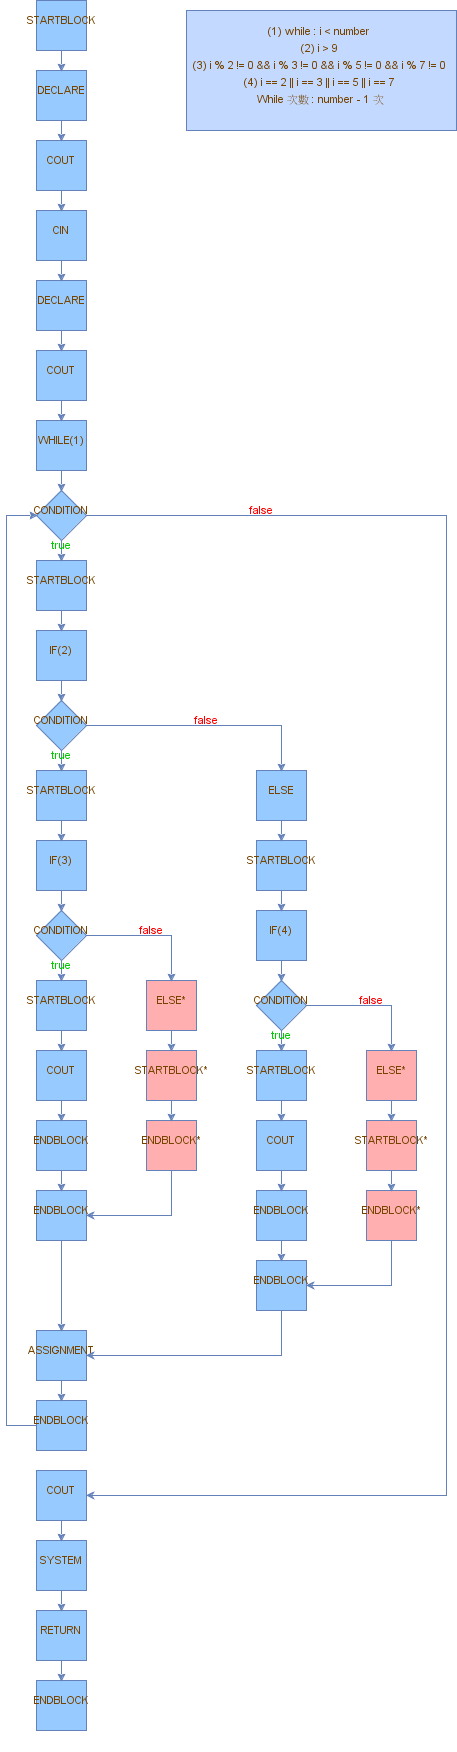 STARTBLOCK
(1) while : i < number
(2) i > 9
(3) i % 2 != 0 && i % 3 != 0 && i % 5 != 0 && i % 7 != 0
(4) i == 2 || i == 3 || i == 5 || i == 7
While 次數 : number - 1 次
DECLARE
COUT
CIN
DECLARE
COUT
WHILE(1)
CONDITION
false
true
STARTBLOCK
IF(2)
CONDITION
false
true
STARTBLOCK
ELSE
IF(3)
STARTBLOCK
CONDITION
false
IF(4)
true
STARTBLOCK
ELSE*
CONDITION
false
true
COUT
STARTBLOCK*
STARTBLOCK
ELSE*
ENDBLOCK
ENDBLOCK*
COUT
STARTBLOCK*
ENDBLOCK
ENDBLOCK
ENDBLOCK*
ENDBLOCK
ASSIGNMENT
ENDBLOCK
COUT
SYSTEM
RETURN
ENDBLOCK